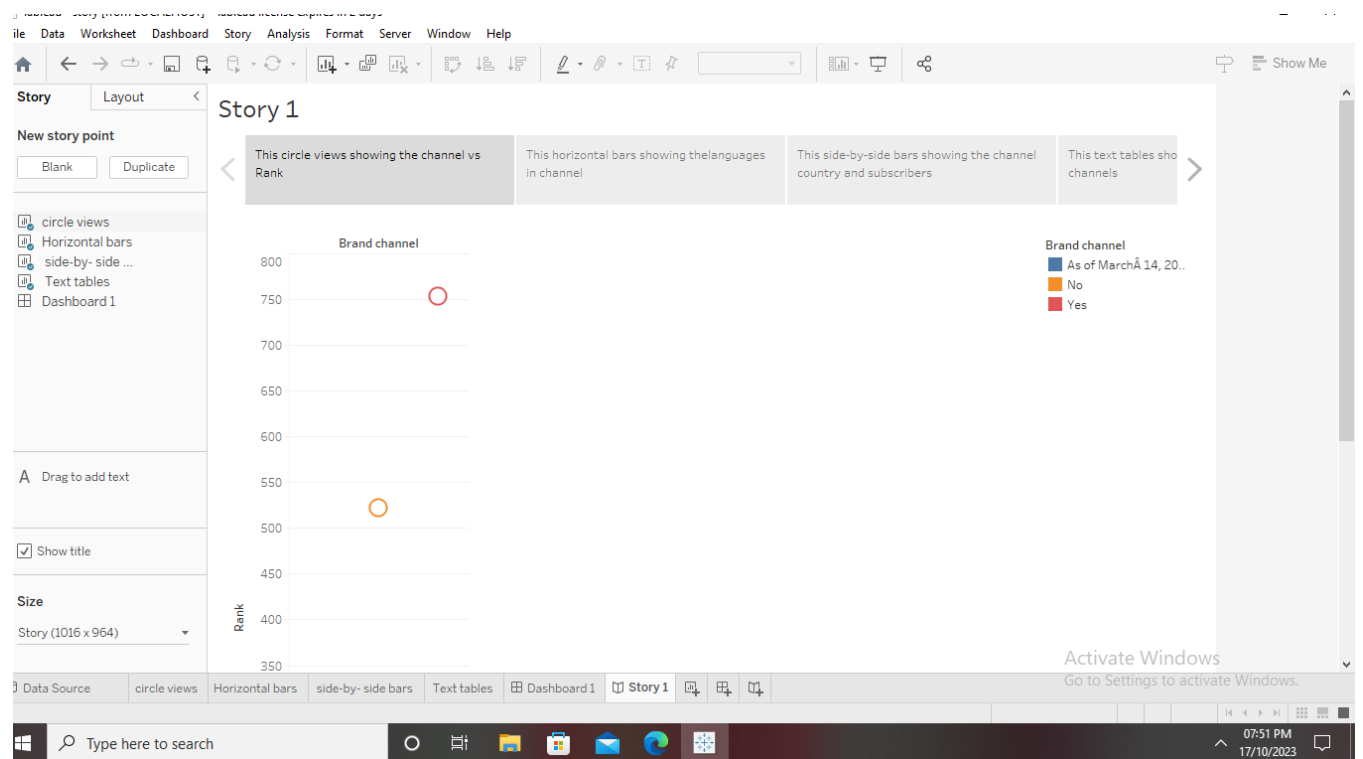 ile Data Worksheet Dashboard Story Analysis Format Server Window Help
Show Me
Story Layout
New story point
Blank Duplicate
circle views
Horizontal bars
side-by- side ...
Text tables
Dashboard 1
A Drag to add text
Show title
Size
Story (1016 x 964)
Story 1
This circle views showing the channel vs
Rank
This horizontal bars showing thelanguages
in channel
This side-by-side bars showing the channel
country and subscribers
This text tables sho
channels
Brand channel
800
750
700
650
600
550
500
450
400
350
Rank
Brand channel
As of MarchÂ 14, 20..
No
Yes
Activate Windows
Go to Settings to activate Windows.
Data Source circle views Horizontal bars side-by- side bars Text tables Dashboard 1 Story 1
Type here to search
07:51 PM
17/10/2023